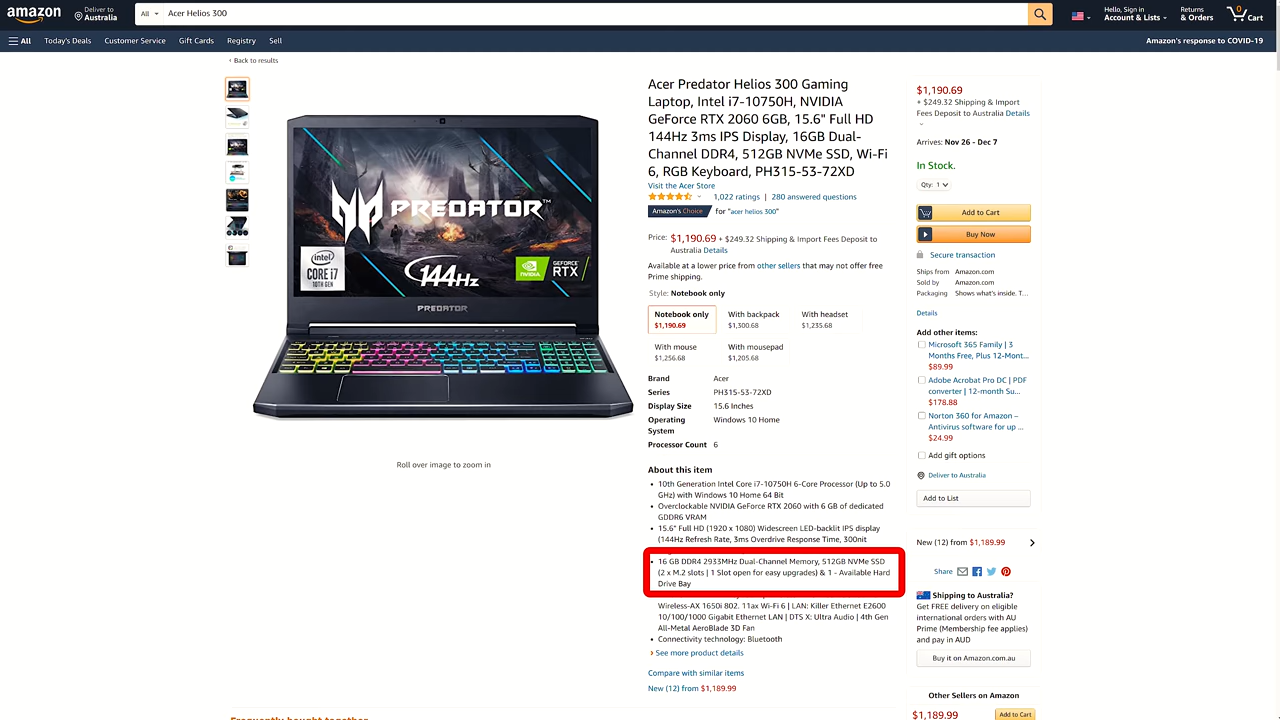 amazon
Deliver to
Australia
All
Acer Helios 300
Hello, Sign in
Account & Lists
Returns
& Orders
0
Cart
All
Today's Deals
Customer Service
Gift Cards
Registry
Sell
Amazon's response to COVID-19
‹ Back to results
PREDATOR™
intel
CORE i7
10TH GEN
144Hz
NVIDIA
GEFORCE
RTX
PREDATOR
Roll over image to zoom in
Acer Predator Helios 300 Gaming
Laptop, Intel i7-10750H, NVIDIA
GeForce RTX 2060 6GB, 15.6" Full HD
144Hz 3ms IPS Display, 16GB Dual-
Channel DDR4, 512GB NVMe SSD, Wi-Fi
6, RGB Keyboard, PH315-53-72XD
Visit the Acer Store
1,022 ratings | 280 answered questions
Amazon's Choice for "acer helios 300"
Price: $1,190.69 + $249.32 Shipping & Import Fees Deposit to
Australia Details
Available at a lower price from other sellers that may not offer free
Prime shipping.
Style: Notebook only
Notebook only
$1,190.69
With backpack
$1,300.68
With headset
$1,235.68
With mouse
$1,256.68
With mousepad
$1,205.68
Brand Acer
Series PH315-53-72XD
Display Size 15.6 Inches
Operating Windows 10 Home
System
Processor Count 6
About this item
• 10th Generation Intel Core i7-10750H 6-Core Processor (Up to 5.0
GHz) with Windows 10 Home 64 Bit
• Overclockable NVIDIA GeForce RTX 2060 with 6 GB of dedicated
GDDR6 VRAM
• 15.6" Full HD (1920 x 1080) Widescreen LED-backlit IPS display
(144Hz Refresh Rate, 3ms Overdrive Response Time, 300nit
• 16 GB DDR4 2933MHz Dual-Channel Memory, 512GB NVMe SSD
(2 x M.2 slots | 1 Slot open for easy upgrades) & 1 - Available Hard
Drive Bay
Wireless-AX 1650i 802. 11ax Wi-Fi 6 | LAN: Killer Ethernet E2600
10/100/1000 Gigabit Ethernet LAN | DTS X: Ultra Audio | 4th Gen
All-Metal AeroBlade 3D Fan
• Connectivity technology: Bluetooth
› See more product details
Compare with similar items
New (12) from $1,189.99
$1,190.69
+ $249.32 Shipping & Import
Fees Deposit to Australia Details
Arrives: Nov 26 - Dec 7
In Stock.
Qty: 1
Add to Cart
Buy Now
Secure transaction
Ships from Amazon.com
Sold by Amazon.com
Packaging Shows what's inside. T...
Details
Add other items:
Microsoft 365 Family | 3
Months Free, Plus 12-Mont...
$89.99
Adobe Acrobat Pro DC | PDF
converter | 12-month Su...
$178.88
Norton 360 for Amazon –
Antivirus software for up ...
$24.99
Add gift options
Deliver to Australia
Add to List
New (12) from $1,189.99
Share
Shipping to Australia?
Get FREE delivery on eligible
international orders with AU
Prime (Membership fee applies)
and pay in AUD
Buy it on Amazon.com.au
Other Sellers on Amazon
$1,189.99
Add to Cart
Frequently bought together